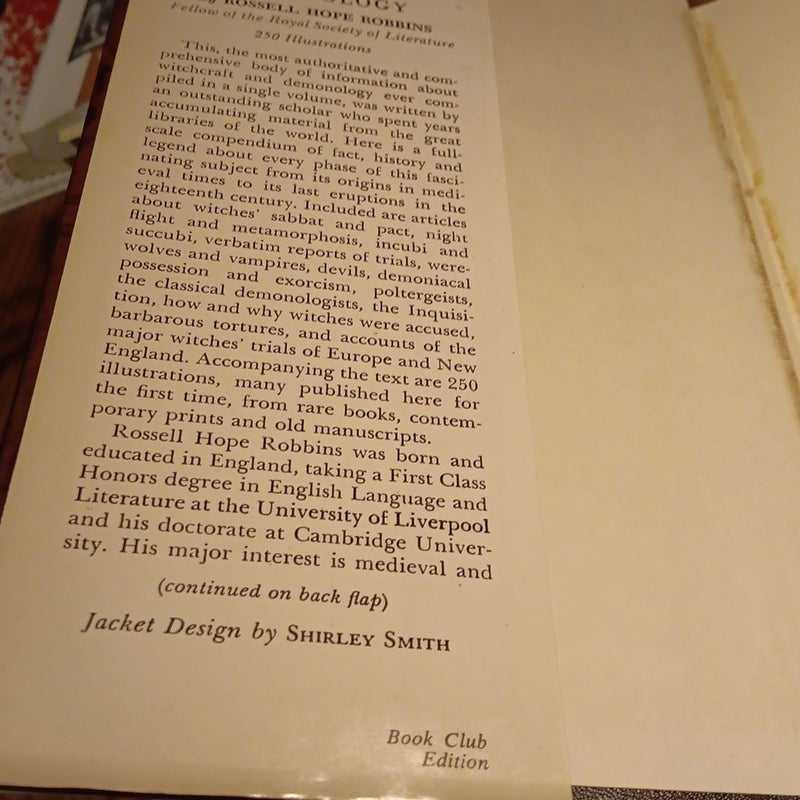 ROSSELL HOPE ROBBINS
Fellow of the Royal Society of Literature
250 Illustrations
This, the most authoritative and com-
prehensive body of information about
witchcraft and demonology ever com-
piled in a single volume, was written by
an outstanding scholar who spent years
accumulating material from the great
libraries of the world. Here is a full-
scale compendium of fact, history and
legend about every phase of this fasci-
nating subject from its origins in medi-
eval times to its last eruptions in the
eighteenth century. Included are articles
about witches' sabbat and pact, night
flight and metamorphosis, incubi and
succubi, verbatim reports of trials, were-
wolves and vampires, devils, demoniacal
possession and exorcism, poltergeists,
the classical demonologists, the Inquisi-
tion, how and why witches were accused,
barbarous tortures, and accounts of the
major witches' trials of Europe and New
England. Accompanying the text are 250
illustrations, many published here for
the first time, from rare books, contem-
porary prints and old manuscripts.
Rossell Hope Robbins was born and
educated in England, taking a First Class
Honors degree in English Language and
Literature at the University of Liverpool
and his doctorate at Cambridge Univer-
sity. His major interest is medieval and
(continued on back flap)
Jacket Design by SHIRLEY SMITH
Book Club
Edition